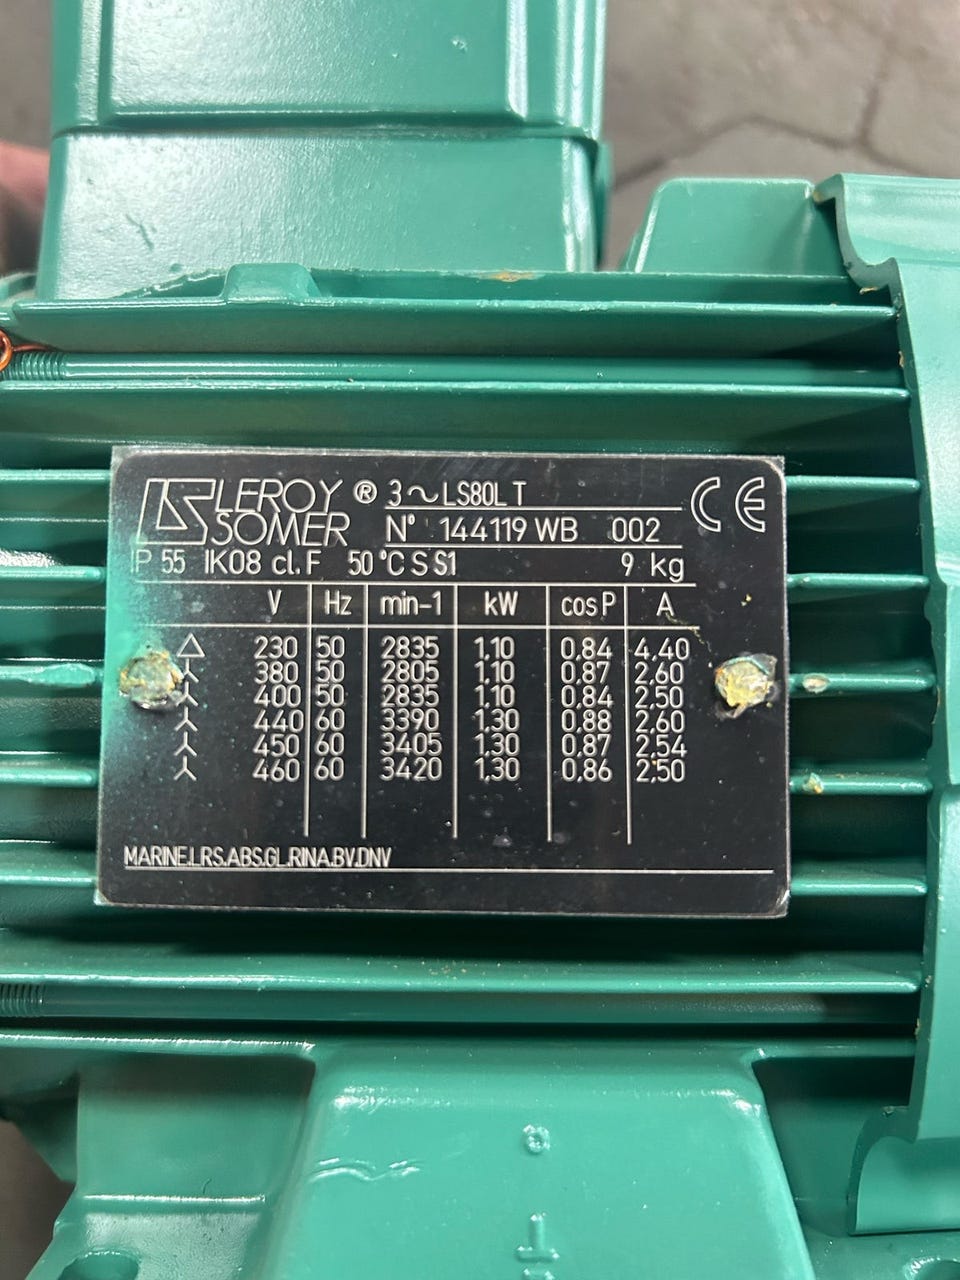 LS LEROY SOMER ® 3~ LS80L T
N° 144119 WB 002
IP 55 IK08 cl.F 50°C S S1 9 kg
CE
V Hz min-1 kW cos P A
△ 230 50 2835 1,10 0,84 4,40
Y 380 50 2805 1,10 0,87 2,60
Y 400 50 2835 1,10 0,84 2,50
Y 440 60 3390 1,30 0,88 2,60
Y 450 60 3405 1,30 0,87 2,54
Y 460 60 3420 1,30 0,86 2,50
MARINE.LRS.ABS.GL.RINA.BV.DNV